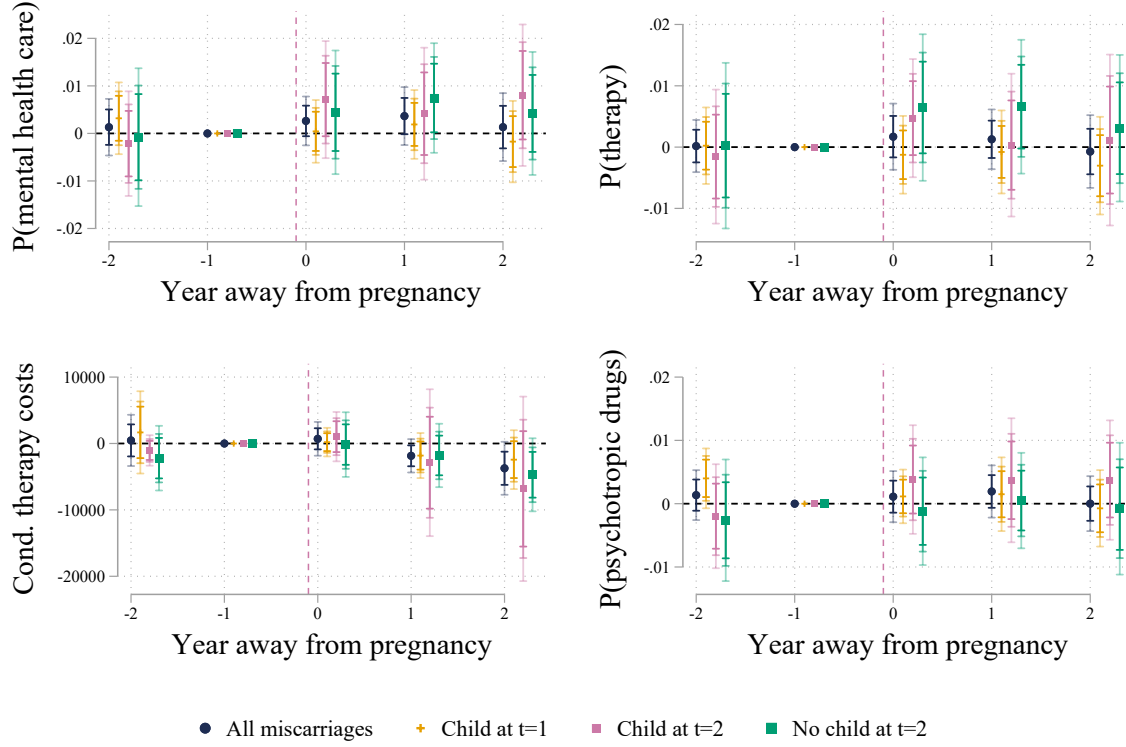 P(mental health care)
.02
.01
0
-.01
-.02
-2 -1 0 1 2
Year away from pregnancy
P(therapy)
.02
.01
0
-.01
-2 -1 0 1 2
Year away from pregnancy
Cond. therapy costs
10000
0
-10000
-20000
-2 -1 0 1 2
Year away from pregnancy
P(psychotropic drugs)
.02
.01
0
-.01
-2 -1 0 1 2
Year away from pregnancy
All miscarriages Child at t=1 Child at t=2 No child at t=2